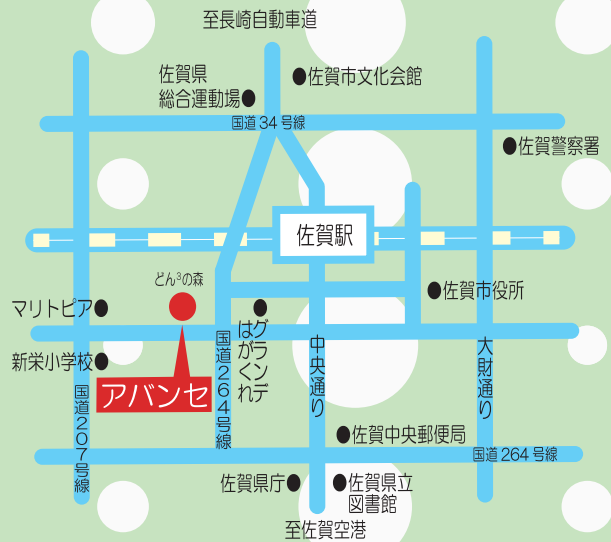 至長崎自動車道
佐賀県
総合運動場
佐賀市文化会館
国道34号線
佐賀警察署
佐賀駅
どん³の森
佐賀市役所
マリトピア
グランデ
はがくれ
新栄小学校
アバンセ
国道264号線
中央通り
大財通り
国道207号線
佐賀中央郵便局
国道264号線
佐賀県庁
佐賀県立
図書館
至佐賀空港